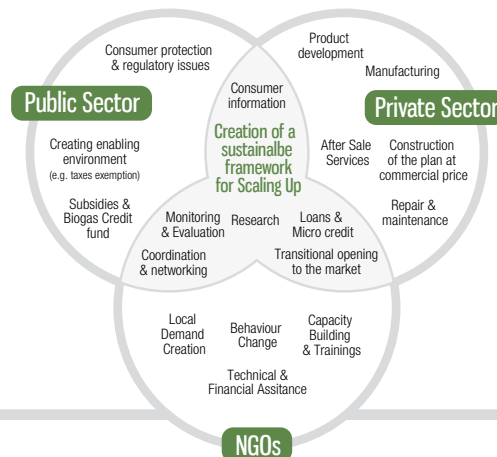 Consumer protection
& regulatory issues
Product
development
Manufacturing
Public Sector
Private Sector
Consumer
information
Creation of a
sustainalbe
framework
for Scaling Up
Creating enabling
environment
(e.g. taxes exemption)
Subsidies &
Biogas Credit
fund
After Sale
Services
Construction
of the plan at
commercial price
Repair &
maintenance
Monitoring
& Evaluation
Research
Loans &
Micro credit
Coordination
& networking
Transitional opening
to the market
Local
Demand
Creation
Behaviour
Change
Capacity
Building
& Trainings
Technical &
Financial Assitance
NGOs